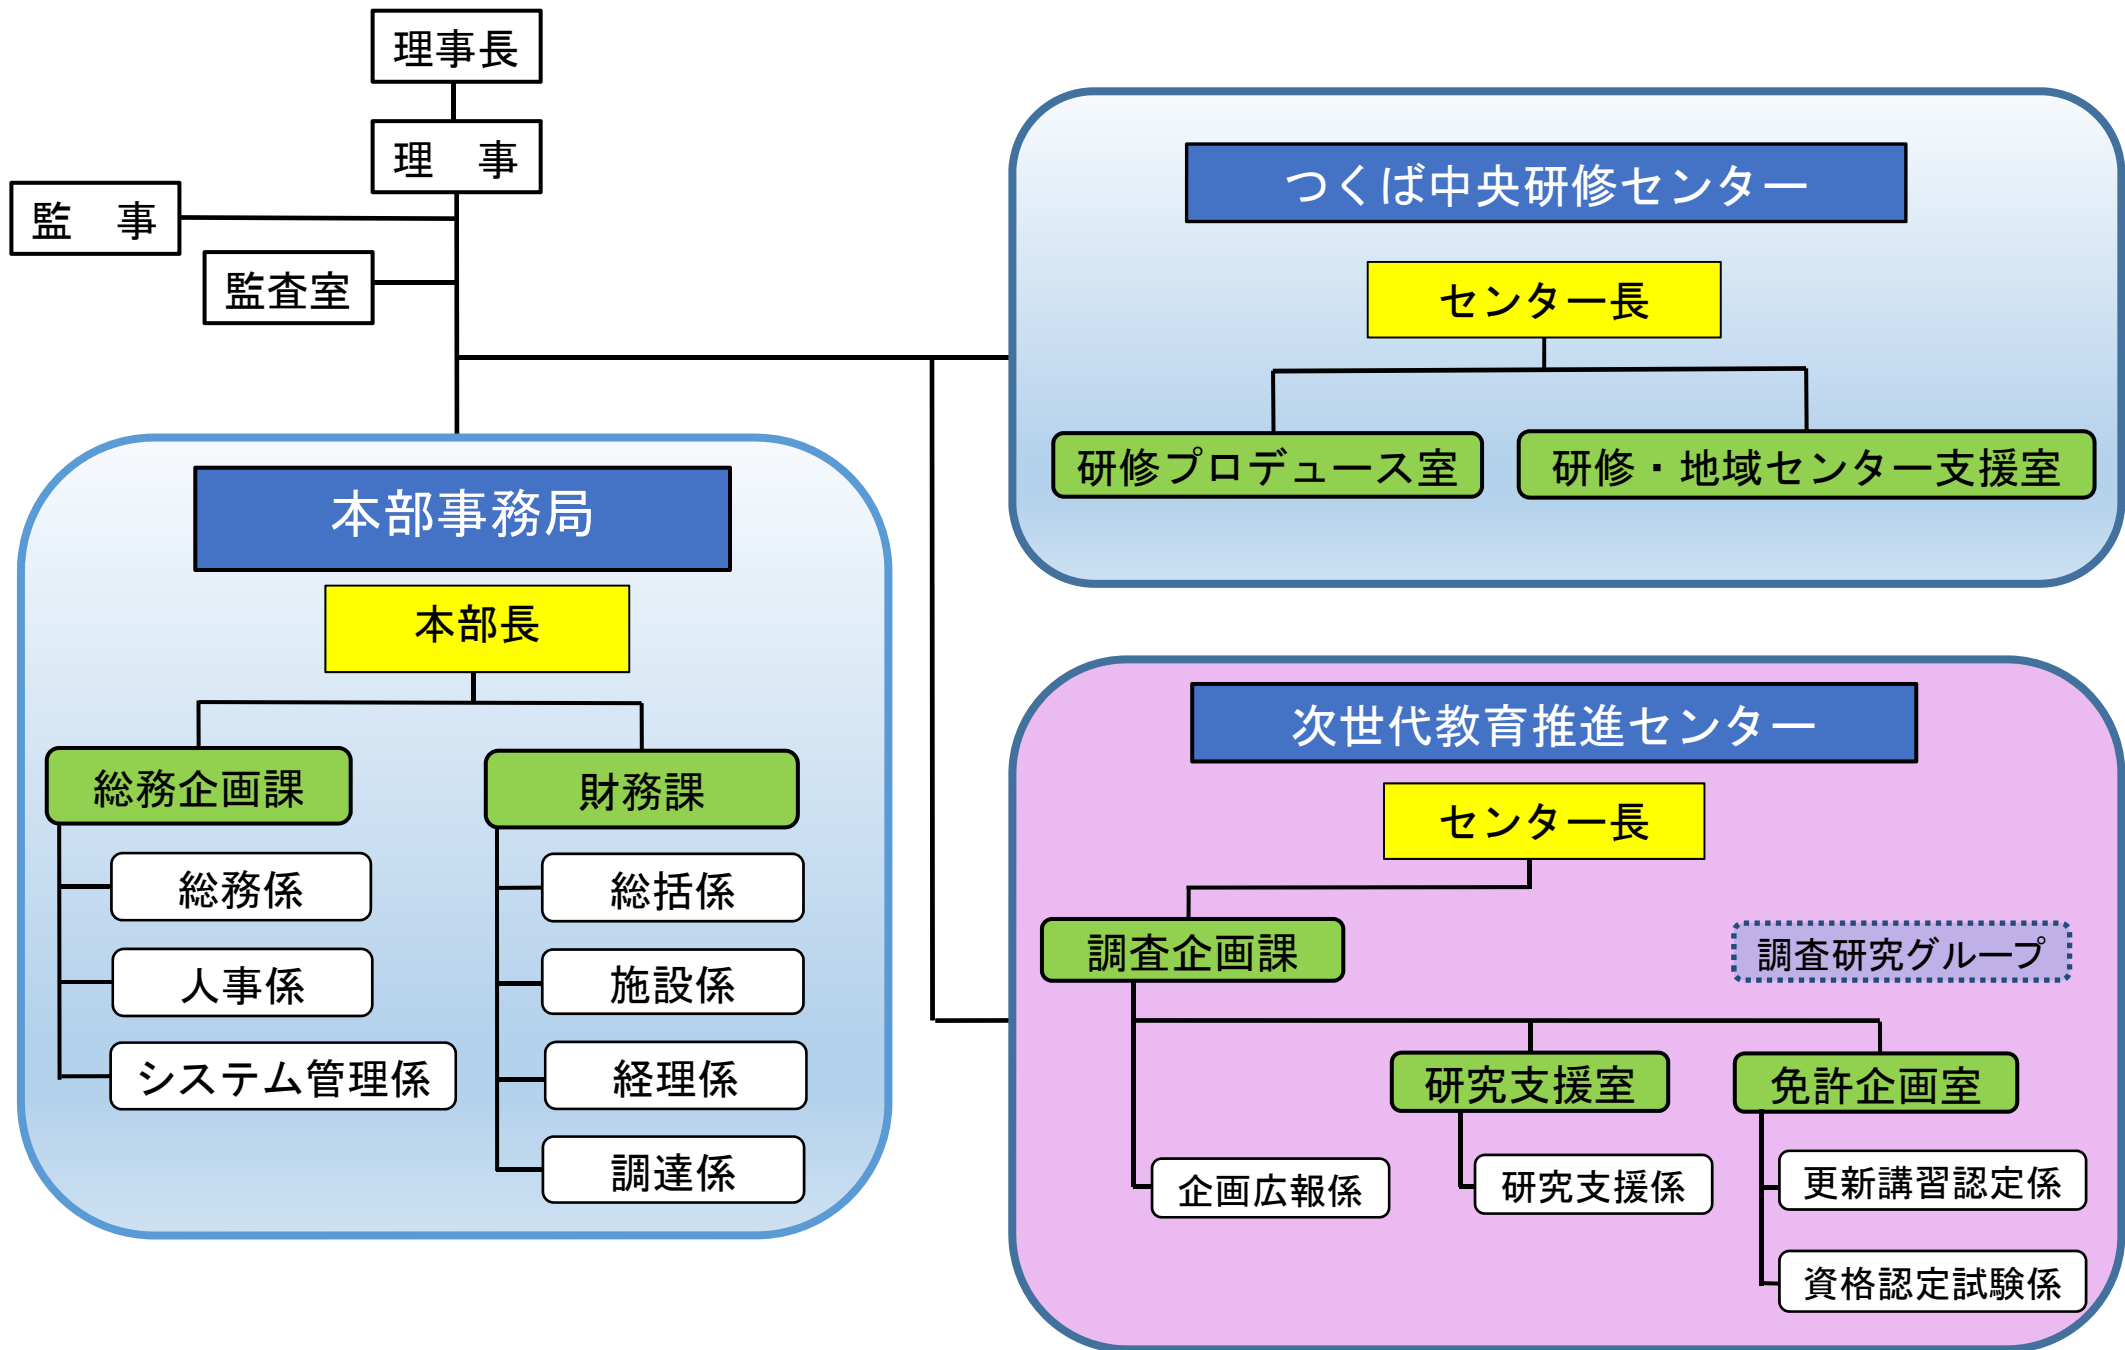 理事長
理　事
監　事
監査室
本部事務局
本部長
総務企画課
総務係
人事係
システム管理係
財務課
総括係
施設係
経理係
調達係
つくば中央研修センター
センター長
研修プロデュース室
研修・地域センター支援室
次世代教育推進センター
センター長
調査企画課
調査研究グループ
研究支援室
免許企画室
企画広報係
研究支援係
更新講習認定係
資格認定試験係